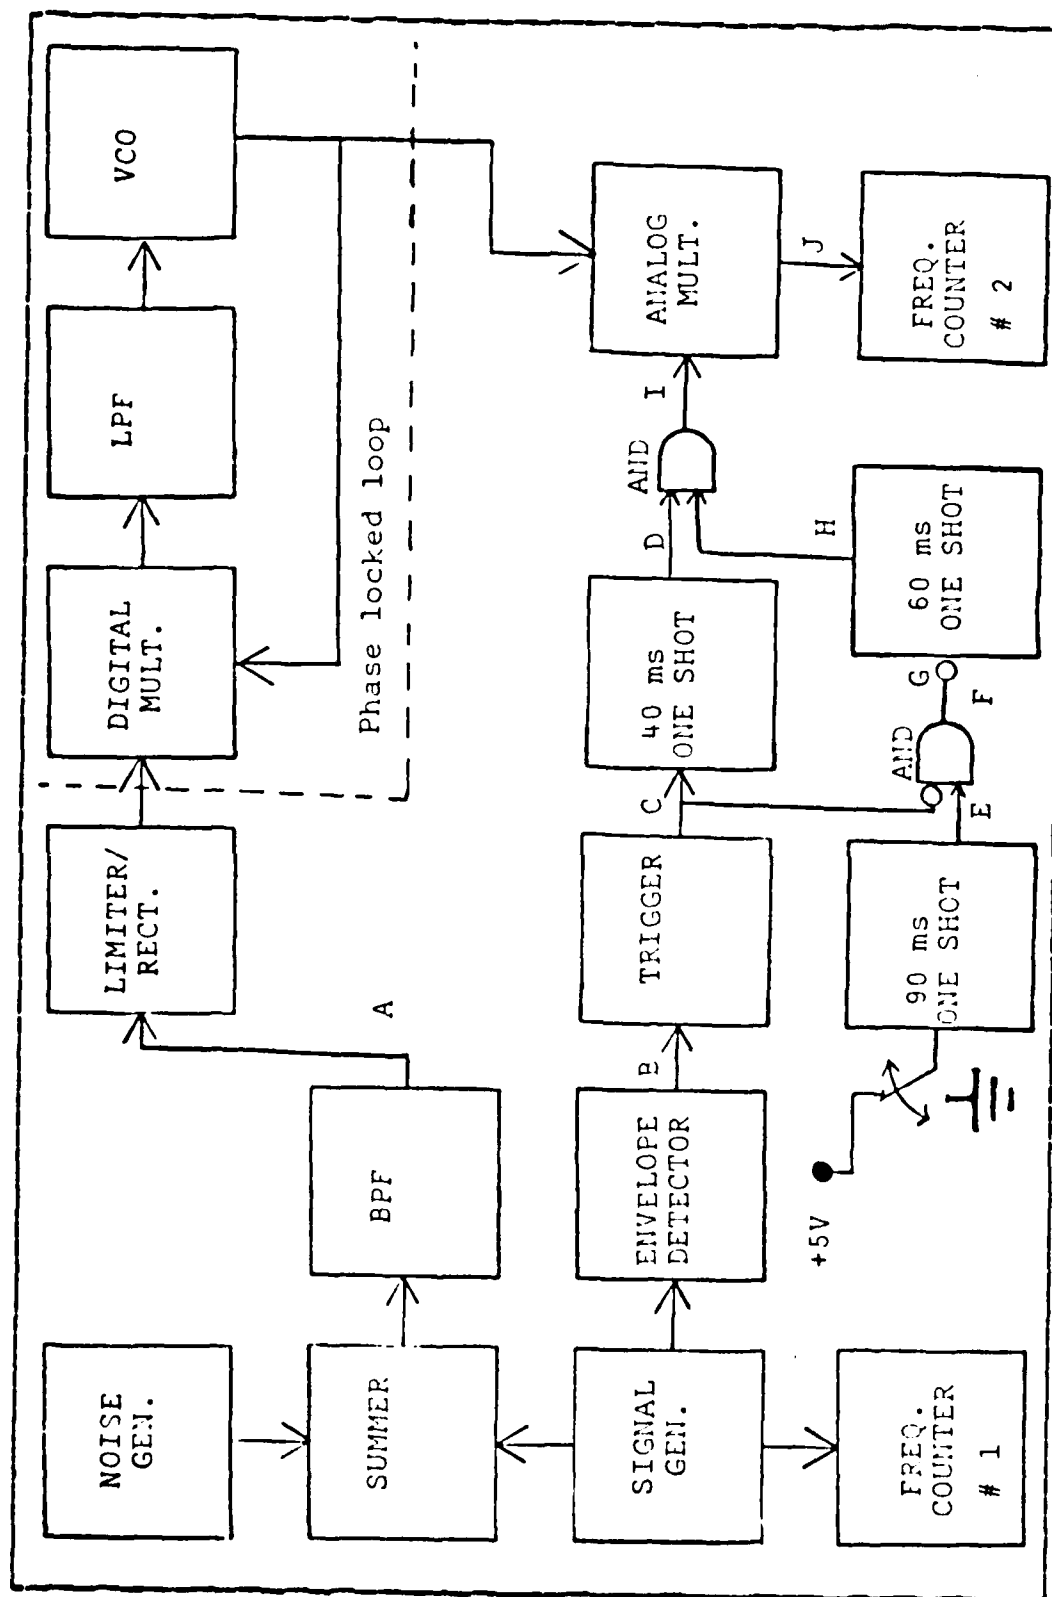 NOISE
GEN.
SUMMER
SIGNAL
GEN.
FREQ.
COUNTER
# 1
BPF
A
ENVELOPE
DETECTOR
B
+5V
LIMITER/
RECT.
TRIGGER
C
90 ms
ONE SHOT
E
DIGITAL
MULT.
LPF
VCO
Phase locked loop
40 ms
ONE SHOT
D
AND
F
G
60 ms
ONE SHOT
H
AND
I
ANALOG
MULT.
J
FREQ.
COUNTER
# 2